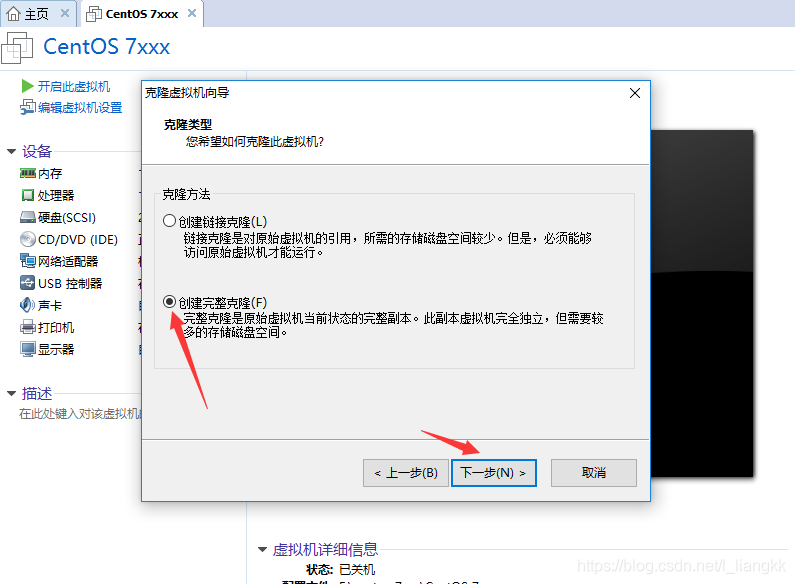 主页
CentOS 7xxx
CentOS 7xxx
开启此虚拟机
编辑虚拟机设置
设备
内存
处理器
硬盘(SCSI)
CD/DVD (IDE)
网络适配器
USB 控制器
声卡
打印机
显示器
描述
在此处键入对该虚拟机
克隆虚拟机向导
克隆类型
您希望如何克隆此虚拟机?
克隆方法
创建链接克隆(L)
链接克隆是对原始虚拟机的引用，所需的存储磁盘空间较少。但是，必须能够
访问原始虚拟机才能运行。
创建完整克隆(F)
完整克隆是原始虚拟机当前状态的完整副本。此副本虚拟机完全独立，但需要较
多的存储磁盘空间。
< 上一步(B)
下一步(N) >
取消
虚拟机详细信息
状态: 已关机
https://blog.csdn.net/l_liangkk